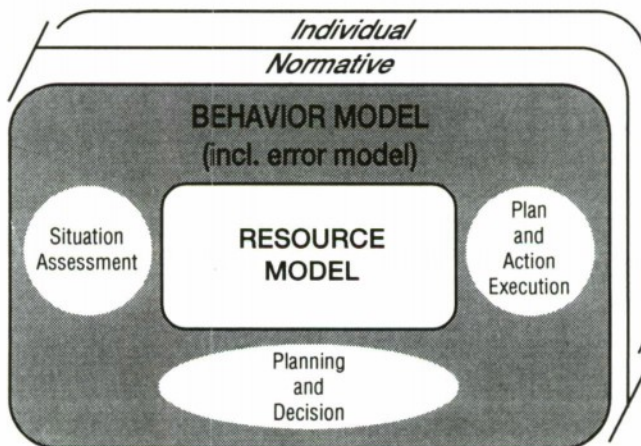 Individual
Normative
BEHAVIOR MODEL
(incl. error model)
Situation
Assessment
RESOURCE
MODEL
Plan
and
Action
Execution
Planning
and
Decision